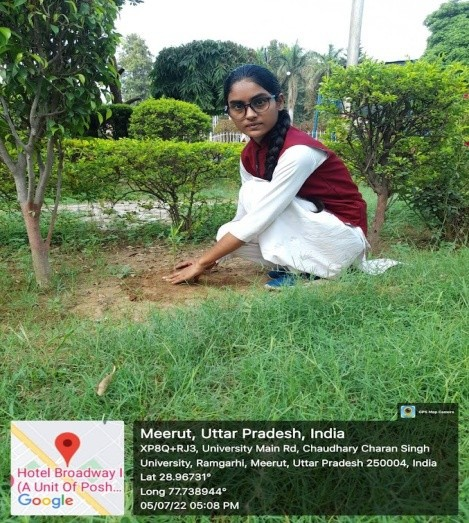 GPS Map Camera
Meerut, Uttar Pradesh, India
XP8Q+RJ3, University Main Rd, Chaudhary Charan Singh
University, Ramgarhi, Meerut, Uttar Pradesh 250004, India
Lat 28.96731°
Long 77.738944°
05/07/22 05:08 PM
Hotel Broadway I
(A Unit Of Posh...
Google